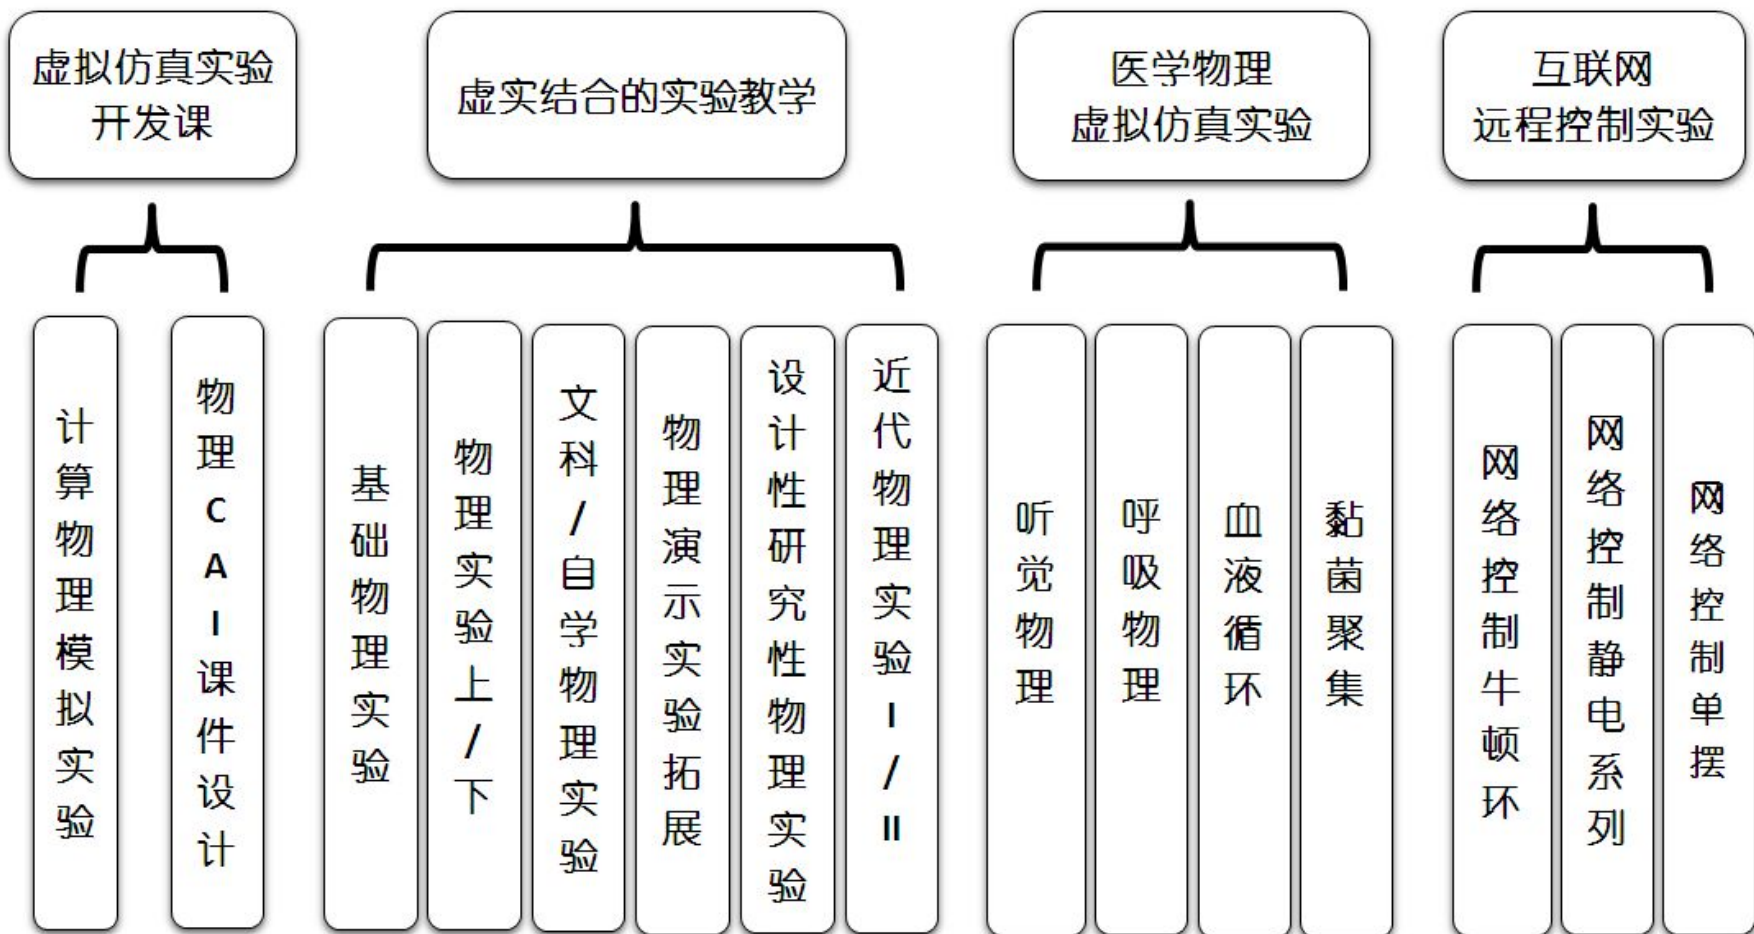 虚拟仿真实验
开发课
虚实结合的实验教学
医学物理
虚拟仿真实验
互联网
远程控制实验
计算物理模拟实验
物理CAI课件设计
基础物理实验
物理实验上/下
文科/自学物理实验
物理演示实验拓展
设计性研究性物理实验
近代物理实验I/II
听觉物理
呼吸物理
血液循环
黏菌聚集
网络控制牛顿环
网络控制静电系列
网络控制单摆